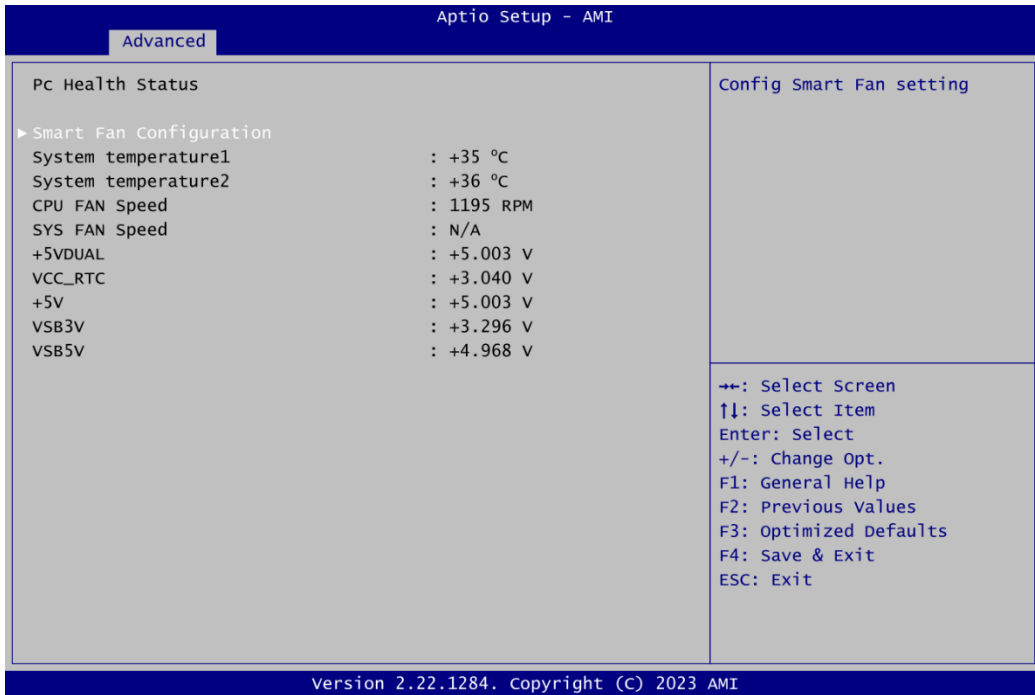 Aptio Setup - AMI
Advanced
Pc Health Status
► Smart Fan Configuration
System temperature1 : +35 °C
System temperature2 : +36 °C
CPU FAN Speed : 1195 RPM
SYS FAN Speed : N/A
+5VDUAL : +5.003 V
VCC_RTC : +3.040 V
+5V : +5.003 V
VSB3V : +3.296 V
VSB5V : +4.968 V
Config Smart Fan setting
→←: Select Screen
↑↓: Select Item
Enter: Select
+/-: Change Opt.
F1: General Help
F2: Previous Values
F3: Optimized Defaults
F4: Save & Exit
ESC: Exit
Version 2.22.1284. Copyright (C) 2023 AMI